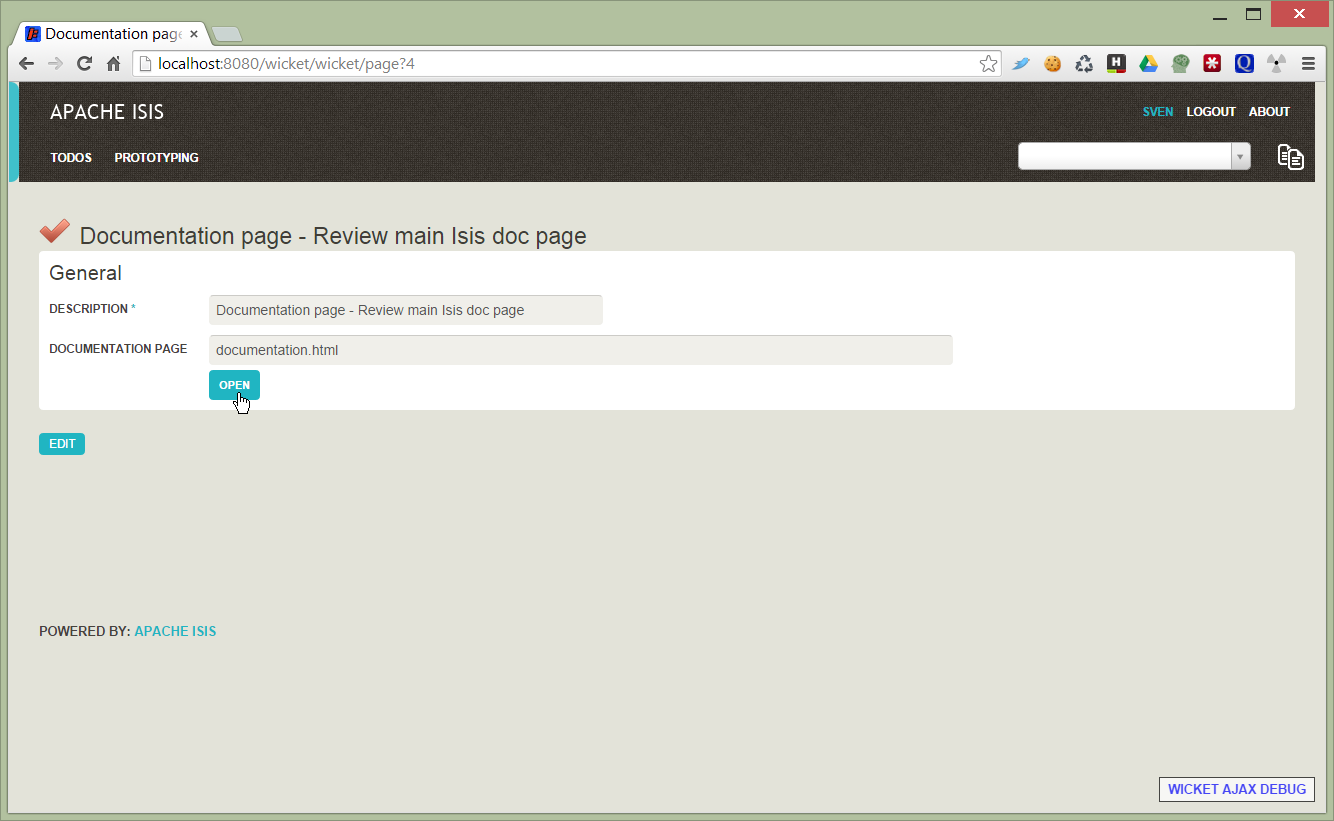 Documentation page
localhost:8080/wicket/wicket/page?4
APACHE ISIS
SVEN LOGOUT ABOUT
TODOS PROTOTYPING
Documentation page - Review main Isis doc page
General
DESCRIPTION *
Documentation page - Review main Isis doc page
DOCUMENTATION PAGE
documentation.html
OPEN
EDIT
POWERED BY: APACHE ISIS
WICKET AJAX DEBUG